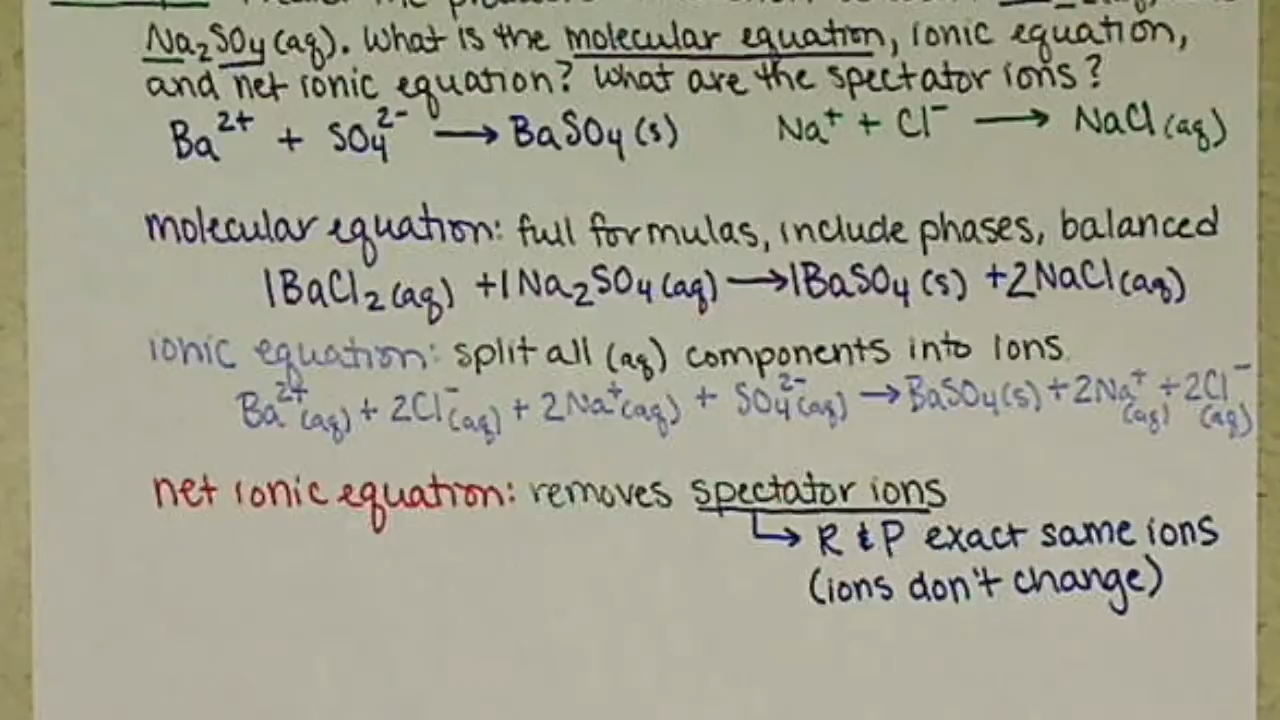 Na₂SO₄(aq). What is the molecular equation, ionic equation,
and net ionic equation? What are the spectator ions?
Ba²⁺ + SO₄²⁻ → BaSO₄(s) Na⁺ + Cl⁻ → NaCl(aq)
molecular equation: full formulas, include phases, balanced
1BaCl₂(aq) + 1Na₂SO₄(aq) → 1BaSO₄(s) + 2NaCl(aq)
ionic equation: split all (aq) components into ions
Ba²⁺(aq) + 2Cl⁻(aq) + 2Na⁺(aq) + SO₄²⁻(aq) → BaSO₄(s) + 2Na⁺(aq) + 2Cl⁻(aq)
net ionic equation: removes spectator ions
↳ R & P exact same ions
(ions don't change)